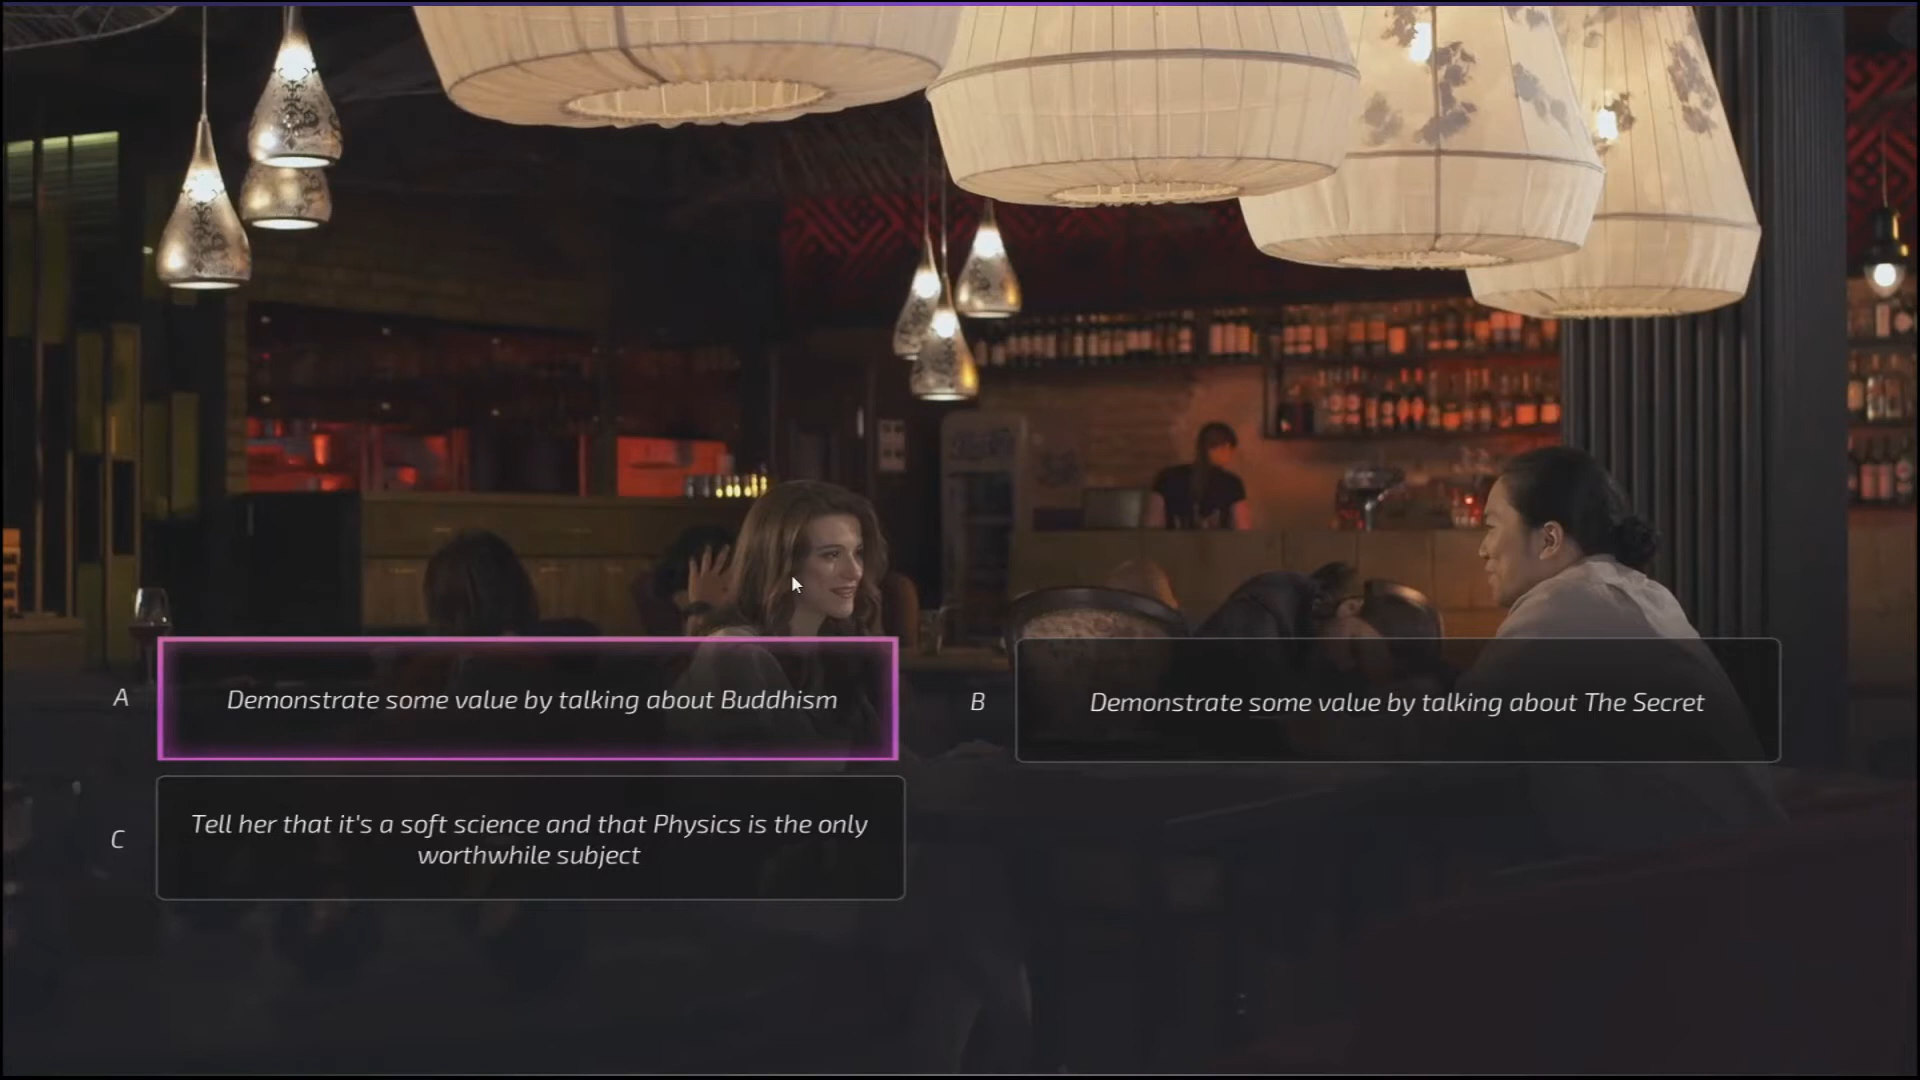 A
Demonstrate some value by talking about Buddhism
B
Demonstrate some value by talking about The Secret
C
Tell her that it's a soft science and that Physics is the only
worthwhile subject